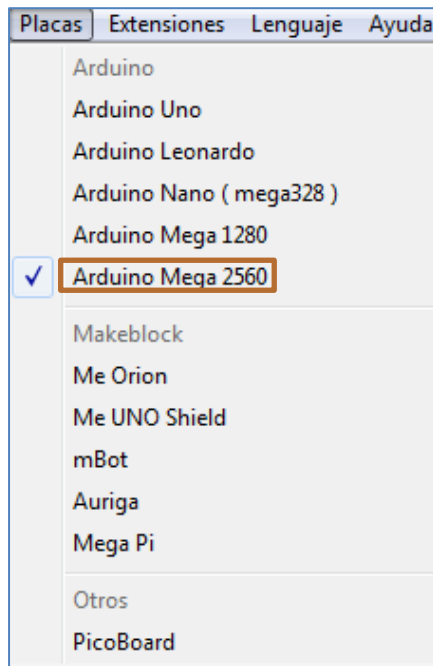 Placas Extensiones Lenguaje Ayuda
Arduino
Arduino Uno
Arduino Leonardo
Arduino Nano ( mega328 )
Arduino Mega 1280
Arduino Mega 2560
Makeblock
Me Orion
Me UNO Shield
mBot
Auriga
Mega Pi
Otros
PicoBoard